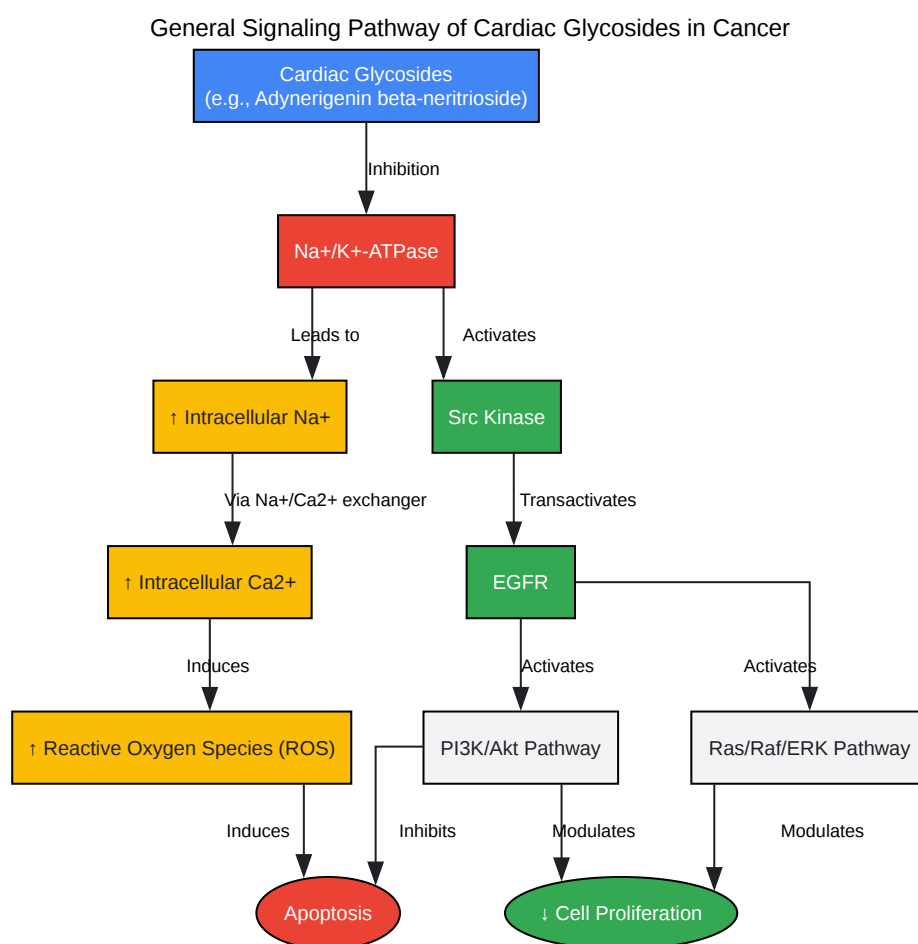 General Signaling Pathway of Cardiac Glycosides in Cancer
Cardiac Glycosides
(e.g., Adynerigenin beta-neritrioside)
Inhibition
Na+/K+-ATPase
Leads to
Activates
↑ Intracellular Na+
Src Kinase
Via Na+/Ca2+ exchanger
Transactivates
↑ Intracellular Ca2+
EGFR
Induces
Activates
Activates
↑ Reactive Oxygen Species (ROS)
PI3K/Akt Pathway
Ras/Raf/ERK Pathway
Induces
Inhibits
Modulates
Modulates
Apoptosis
↓ Cell Proliferation